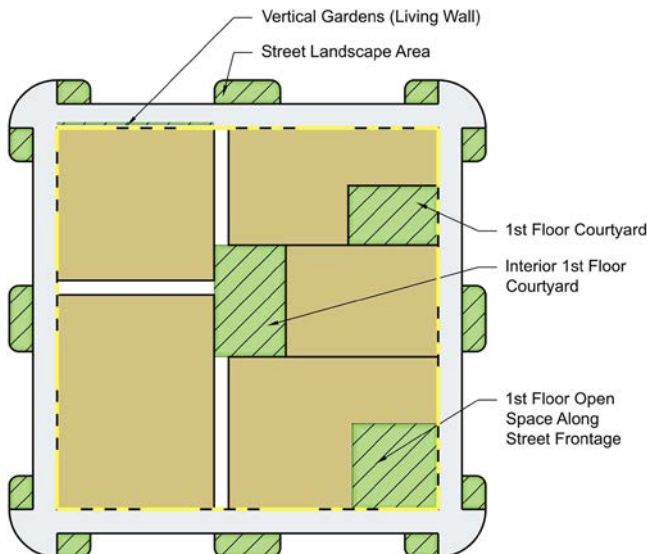 Vertical Gardens (Living Wall)
Street Landscape Area
1st Floor Courtyard
Interior 1st Floor
Courtyard
1st Floor Open
Space Along
Street Frontage